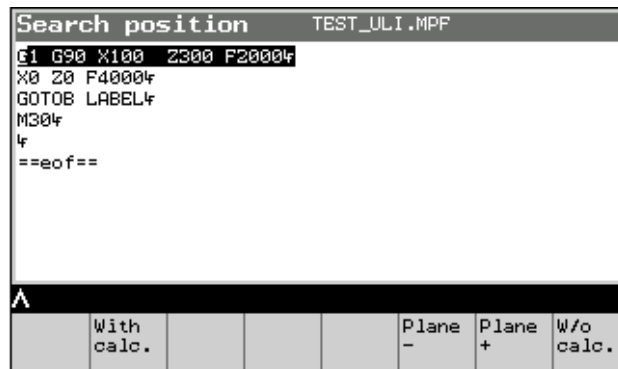 Search position TEST_ULI.MPF
G1 G90 X100 Z300 F2000
X0 Z0 F4000
GOTOB LABEL
M30
==eof==
With calc.
Plane -
Plane +
W/o calc.